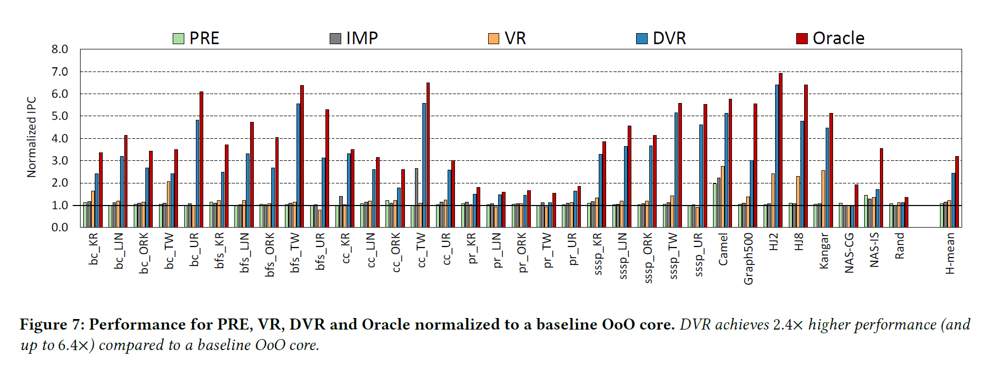 PRE IMP VR DVR Oracle
8.0
7.0
6.0
5.0
4.0
3.0
2.0
1.0
0.0
Normalized IPC
bc_KR
bc_LJN
bc_ORK
bc_TW
bc_UR
bfs_KR
bfs_LJN
bfs_ORK
bfs_TW
bfs_UR
cc_KR
cc_LJN
cc_ORK
cc_TW
cc_UR
pr_KR
pr_LJN
pr_ORK
pr_TW
pr_UR
sssp_KR
sssp_LJN
sssp_ORK
sssp_TW
sssp_UR
Camel
Graph500
HJ2
HJ8
Kangar
NAS-CG
NAS-IS
Rand
H-mean
Figure 7: Performance for PRE, VR, DVR and Oracle normalized to a baseline OoO core. DVR achieves 2.4× higher performance (and
up to 6.4×) compared to a baseline OoO core.